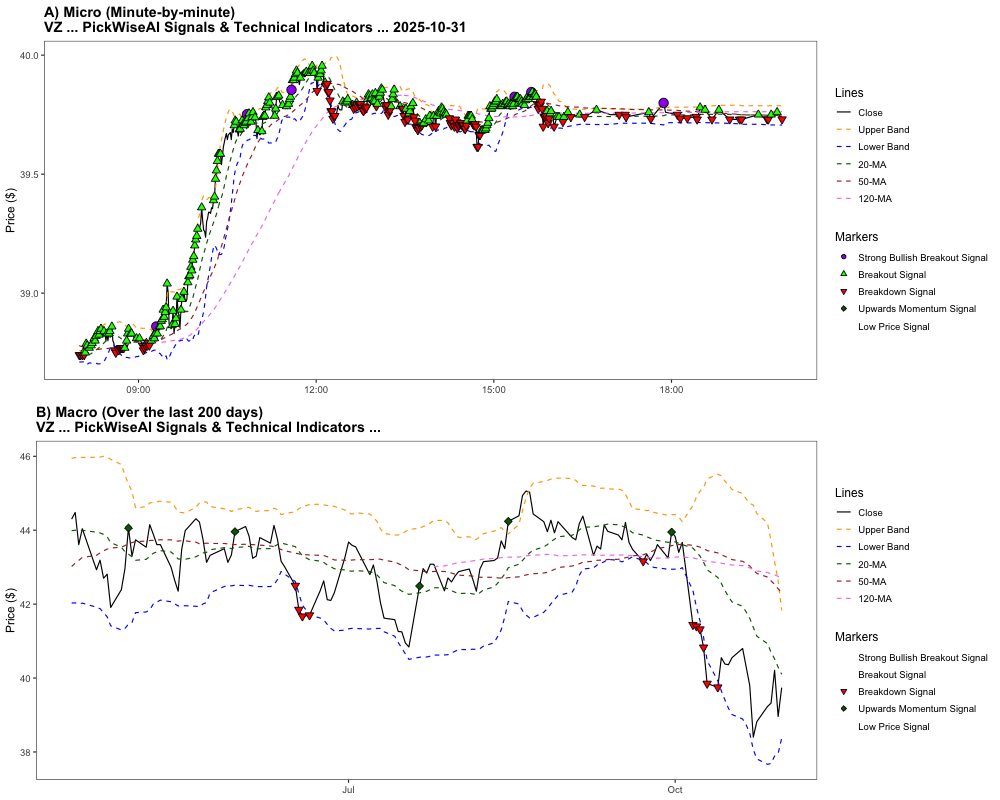 A) Micro (Minute-by-minute)
VZ ... PickWiseAI Signals & Technical Indicators ... 2025-10-31
Price ($)
40.0
39.5
39.0
09:00
12:00
15:00
18:00
Lines
Close
Upper Band
Lower Band
20-MA
50-MA
120-MA
Markers
Strong Bullish Breakout Signal
Breakout Signal
Breakdown Signal
Upwards Momentum Signal
Low Price Signal
B) Macro (Over the last 200 days)
VZ ... PickWiseAI Signals & Technical Indicators ...
Price ($)
46
44
42
40
38
Jul
Oct
Lines
Close
Upper Band
Lower Band
20-MA
50-MA
120-MA
Markers
Strong Bullish Breakout Signal
Breakout Signal
Breakdown Signal
Upwards Momentum Signal
Low Price Signal